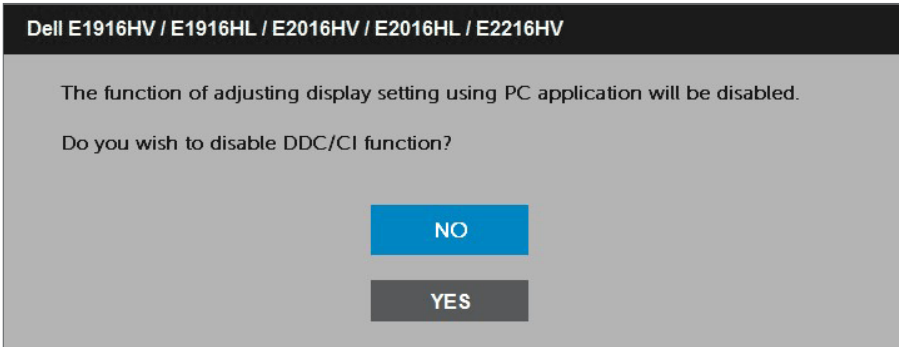 Dell E1916HV / E1916HL / E2016HV / E2016HL / E2216HV
The function of adjusting display setting using PC application will be disabled.
Do you wish to disable DDC/CI function?
NO
YES